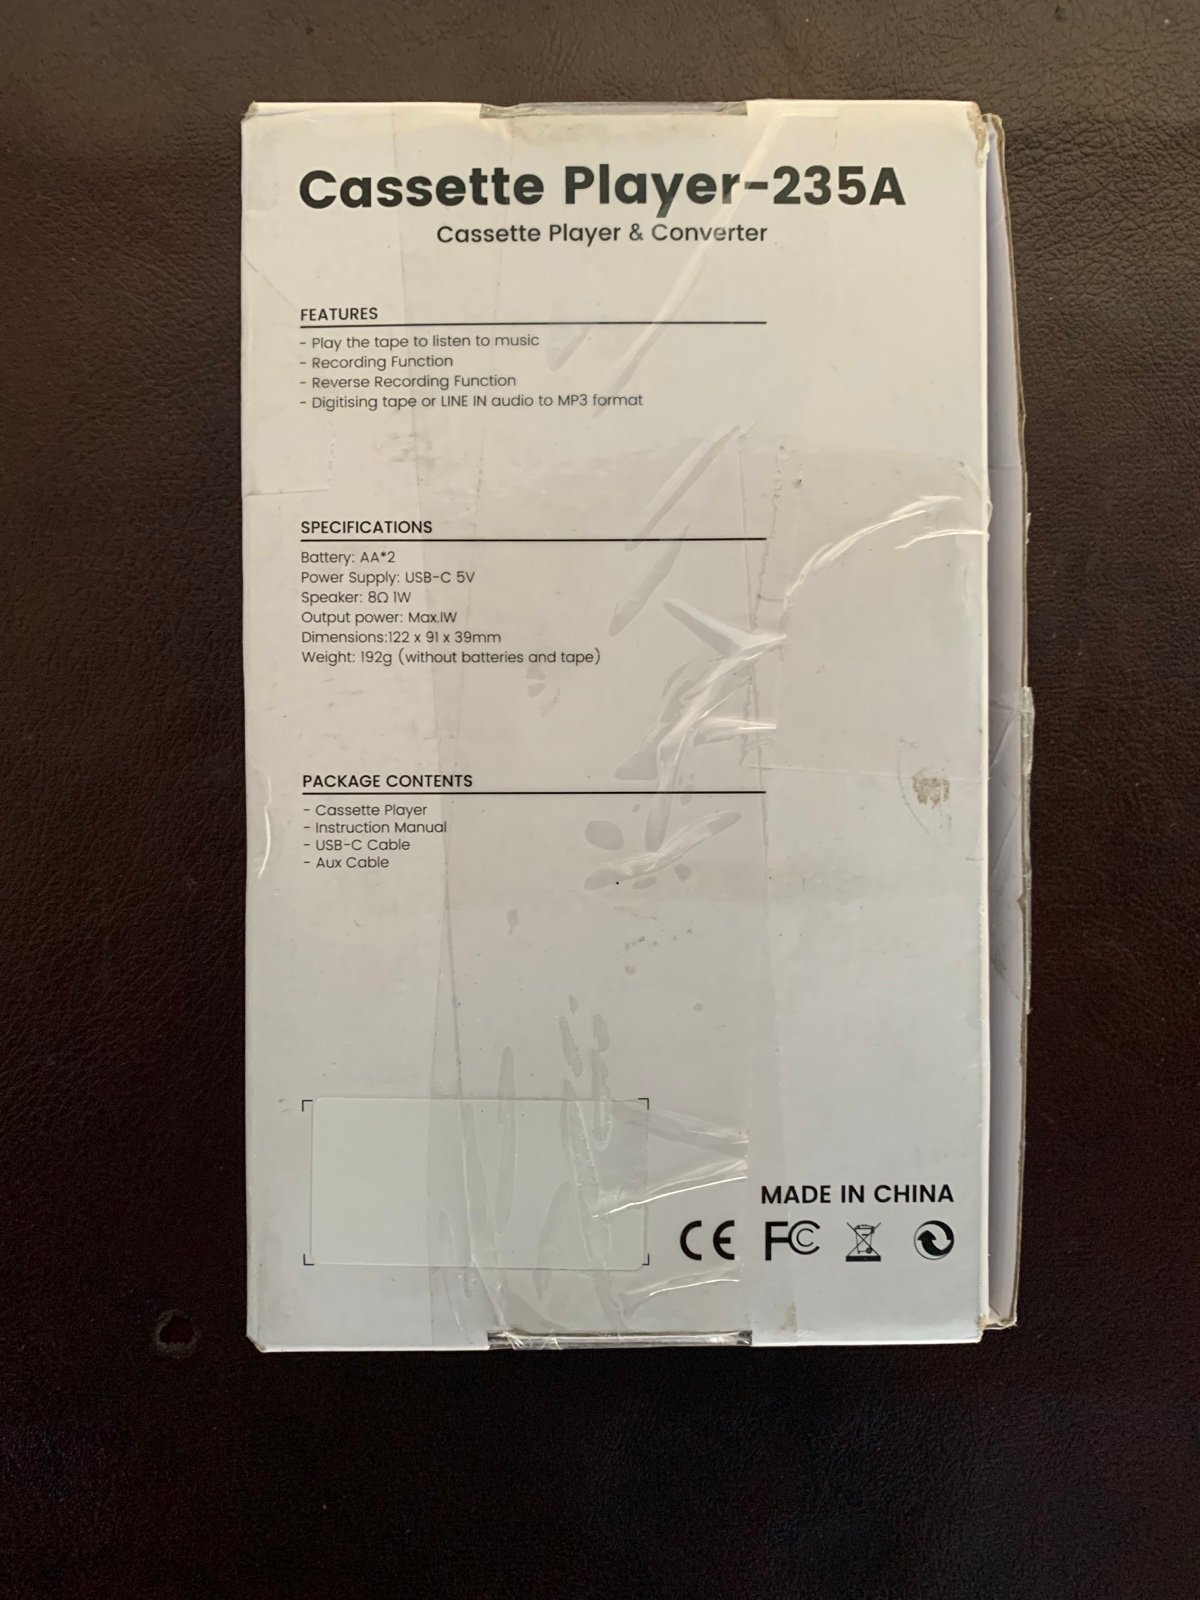 Cassette Player-235A
Cassette Player & Converter
FEATURES
- Play the tape to listen to music
- Recording Function
- Reverse Recording Function
- Digitising tape or LINE IN audio to MP3 format
SPECIFICATIONS
Battery: AA*2
Power Supply: USB-C 5V
Speaker: 8Ω 1W
Output power: Max.1W
Dimensions:122 x 91 x 39mm
Weight: 192g (without batteries and tape)
PACKAGE CONTENTS
- Cassette Player
- Instruction Manual
- USB-C Cable
- Aux Cable
MADE IN CHINA
CE FC